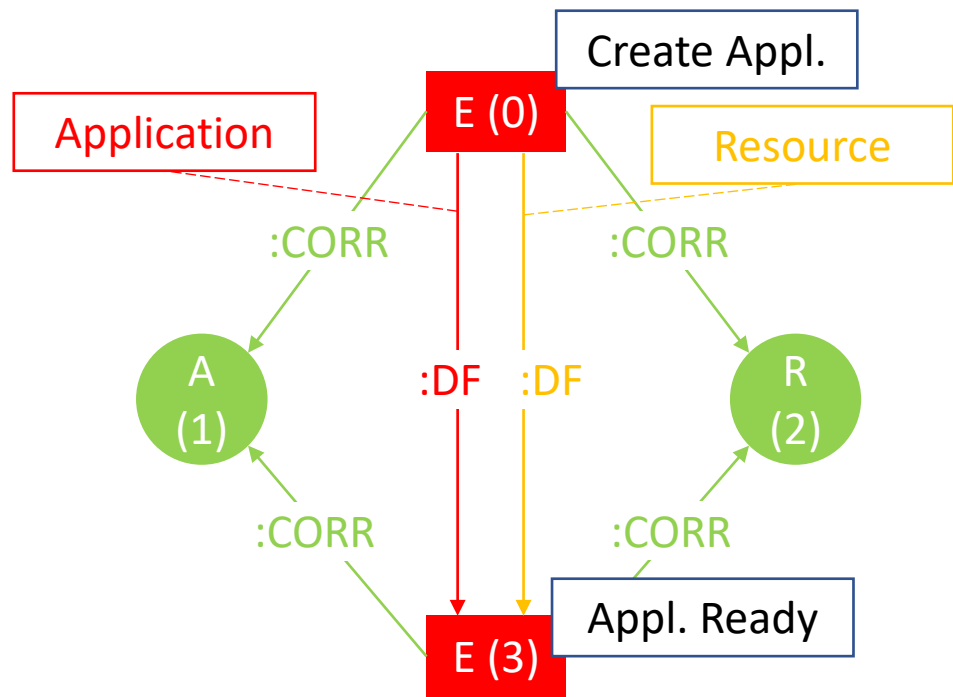 Create Appl.
E (0)
Application
Resource
:CORR
:CORR
A
(1)
:DF
:DF
R
(2)
:CORR
:CORR
Appl. Ready
E (3)